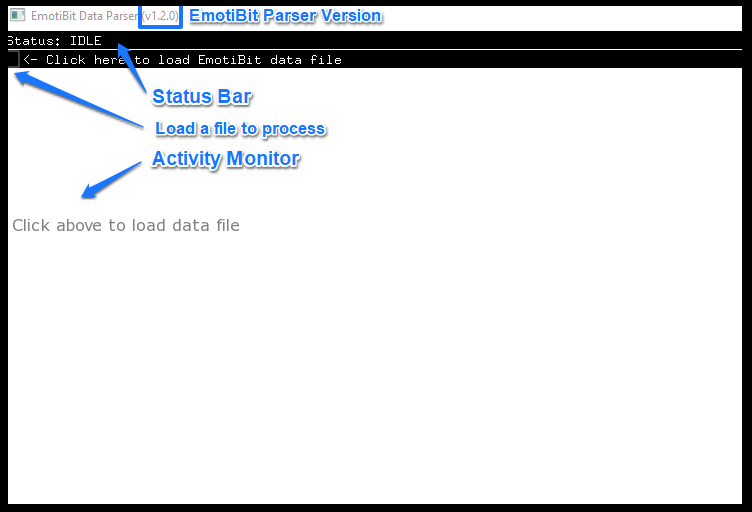 EmotiBit Data Parser (v1.2.0) EmotiBit Parser Version
Status: IDLE
<- Click here to load EmotiBit data file
Status Bar
Load a file to process
Activity Monitor
Click above to load data file